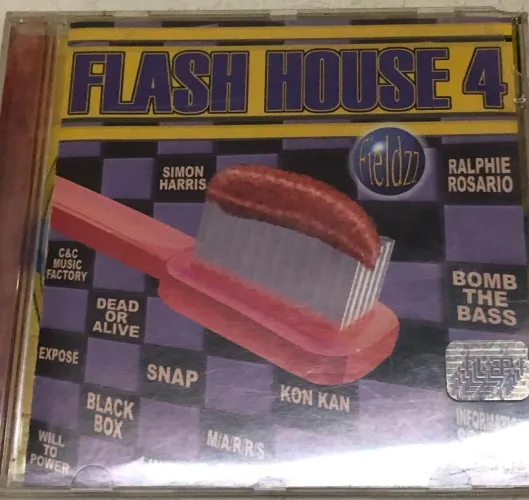 FLASH HOUSE 4
Fieldzz
SIMON
HARRIS
RALPHIE
ROSARIO
C&C
MUSIC
FACTORY
BOMB
THE
BASS
DEAD
OR
ALIVE
EXPOSÉ
SNAP
KON KAN
BLACK
BOX
M/A/R/R/S
WILL
TO
POWER